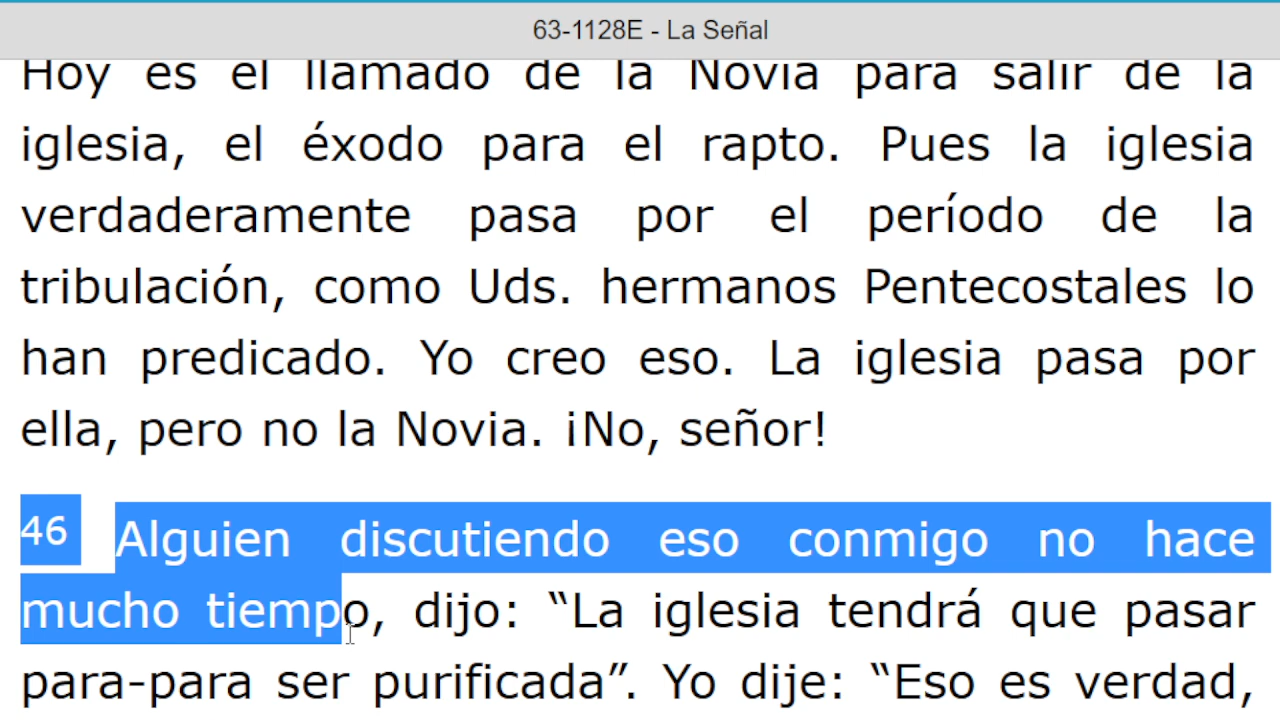 63-1128E - La Señal
Hoy es el llamado de la Novia para salir de la
iglesia, el éxodo para el rapto. Pues la iglesia
verdaderamente pasa por el período de la
tribulación, como Uds. hermanos Pentecostales lo
han predicado. Yo creo eso. La iglesia pasa por
ella, pero no la Novia. ¡No, señor!
46 Alguien discutiendo eso conmigo no hace
mucho tiempo, dijo: “La iglesia tendrá que pasar
para-para ser purificada”. Yo dije: “Eso es verdad,